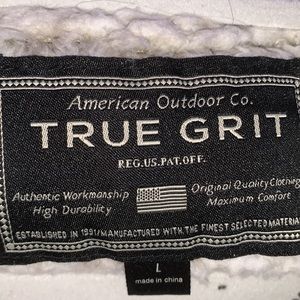 American Outdoor Co.
TRUE GRIT
REG.US.PAT.OFF.
Authentic Workmanship
High Durability
Original Quality Clothing
Maximum Comfort
ESTABLISHED IN 1991/MANUFACTURED WITH THE FINEST SELECTED MATERIA
L
made in china